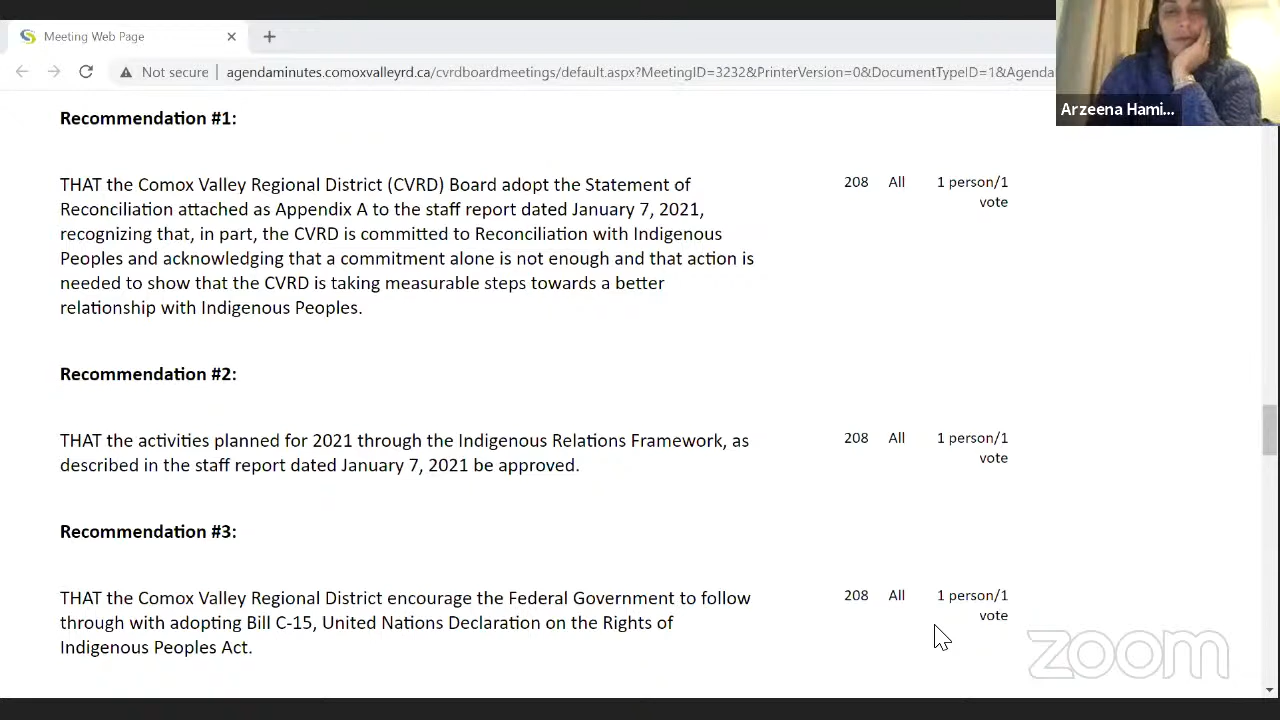 Meeting Web Page
Not secure
agendaminutes.comoxvalleyrd.ca/cvrdboardmeetings/default.aspx?MeetingID=3232&PrinterVersion=0&DocumentTypeID=1&Agenda
Arzeena Hami...
Recommendation #1:
THAT the Comox Valley Regional District (CVRD) Board adopt the Statement of
Reconciliation attached as Appendix A to the staff report dated January 7, 2021,
recognizing that, in part, the CVRD is committed to Reconciliation with Indigenous
Peoples and acknowledging that a commitment alone is not enough and that action is
needed to show that the CVRD is taking measurable steps towards a better
relationship with Indigenous Peoples.
208 All 1 person/1
vote
Recommendation #2:
THAT the activities planned for 2021 through the Indigenous Relations Framework, as
described in the staff report dated January 7, 2021 be approved.
208 All 1 person/1
vote
Recommendation #3:
THAT the Comox Valley Regional District encourage the Federal Government to follow
through with adopting Bill C-15, United Nations Declaration on the Rights of
Indigenous Peoples Act.
208 All 1 person/1
vote
zoom